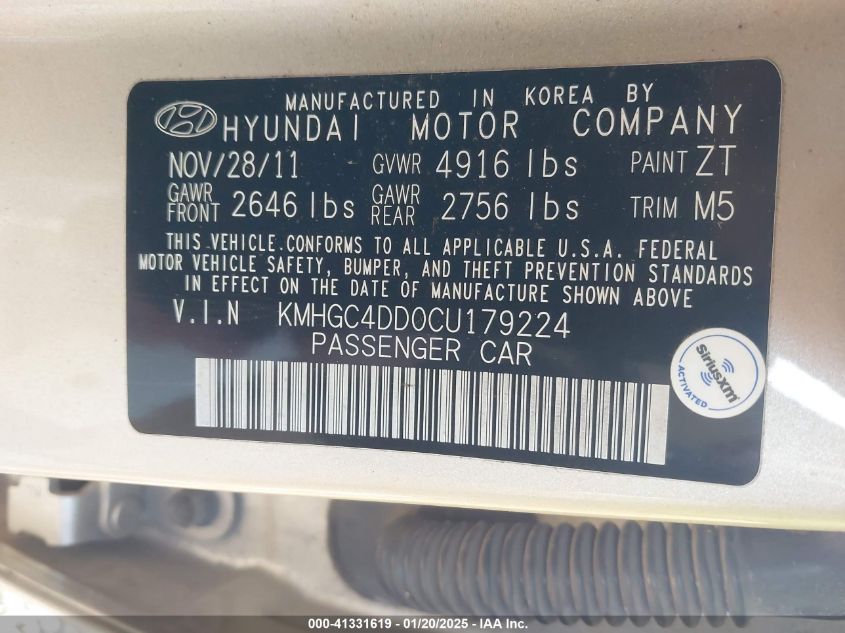 MANUFACTURED IN KOREA BY
HYUNDAI MOTOR COMPANY
NOV/28/11 GVWR 4916 lbs PAINT ZT
GAWR FRONT 2646 lbs GAWR REAR 2756 lbs TRIM M5
THIS VEHICLE CONFORMS TO ALL APPLICABLE U.S.A. FEDERAL
MOTOR VEHICLE SAFETY, BUMPER, AND THEFT PREVENTION STANDARDS
IN EFFECT ON THE DATE OF MANUFACTURE SHOWN ABOVE
V.I.N KMHGC4DD0CU179224
PASSENGER CAR
SiriusXm
ACTIVATED
000-41331619 - 01/20/2025 - IAA Inc.